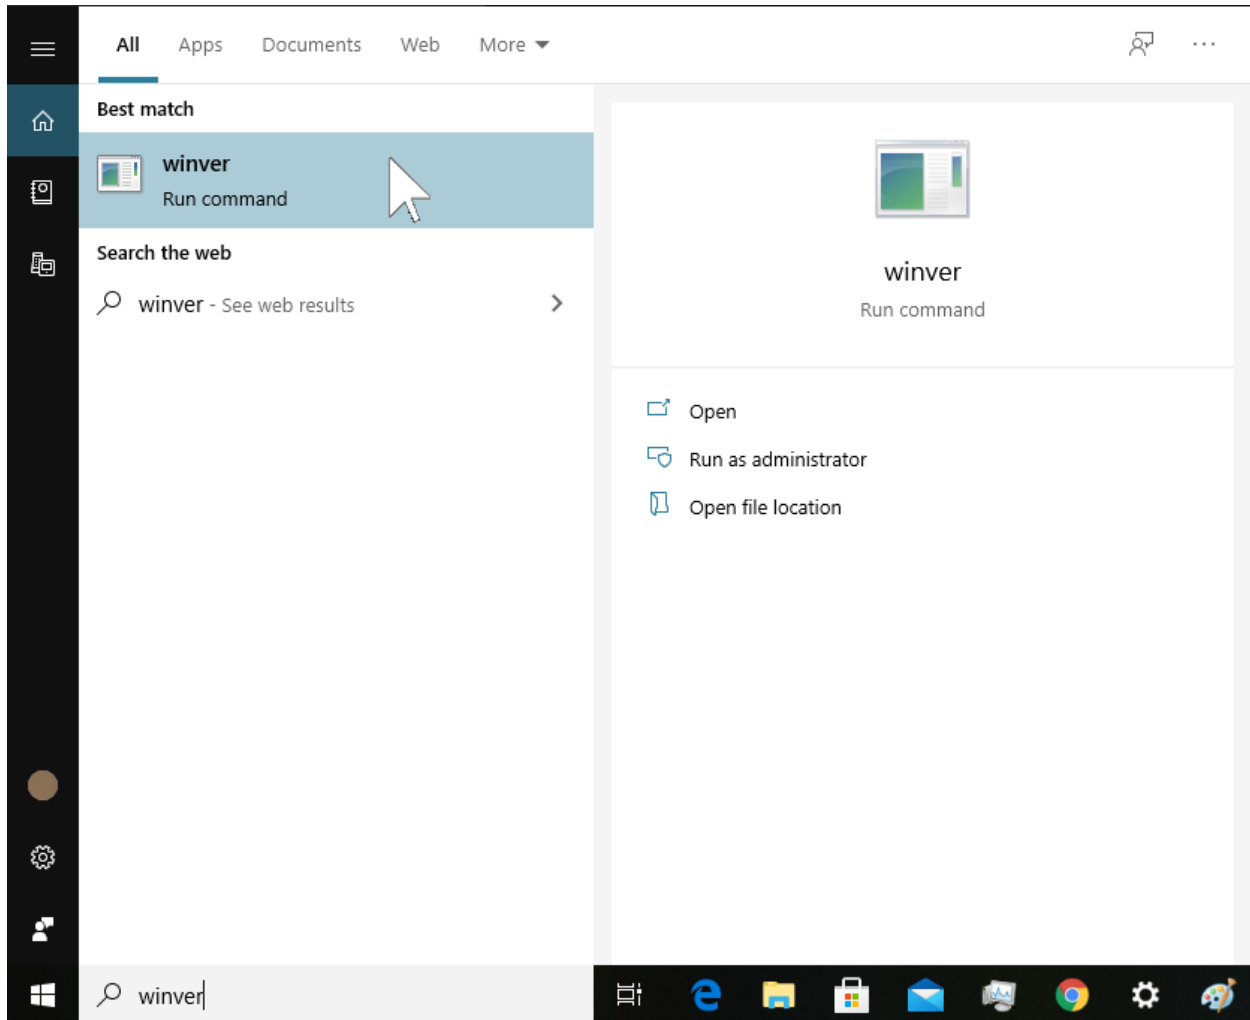 All Apps Documents Web More
Best match
winver
Run command
Search the web
winver - See web results
winver
Run command
Open
Run as administrator
Open file location
winver